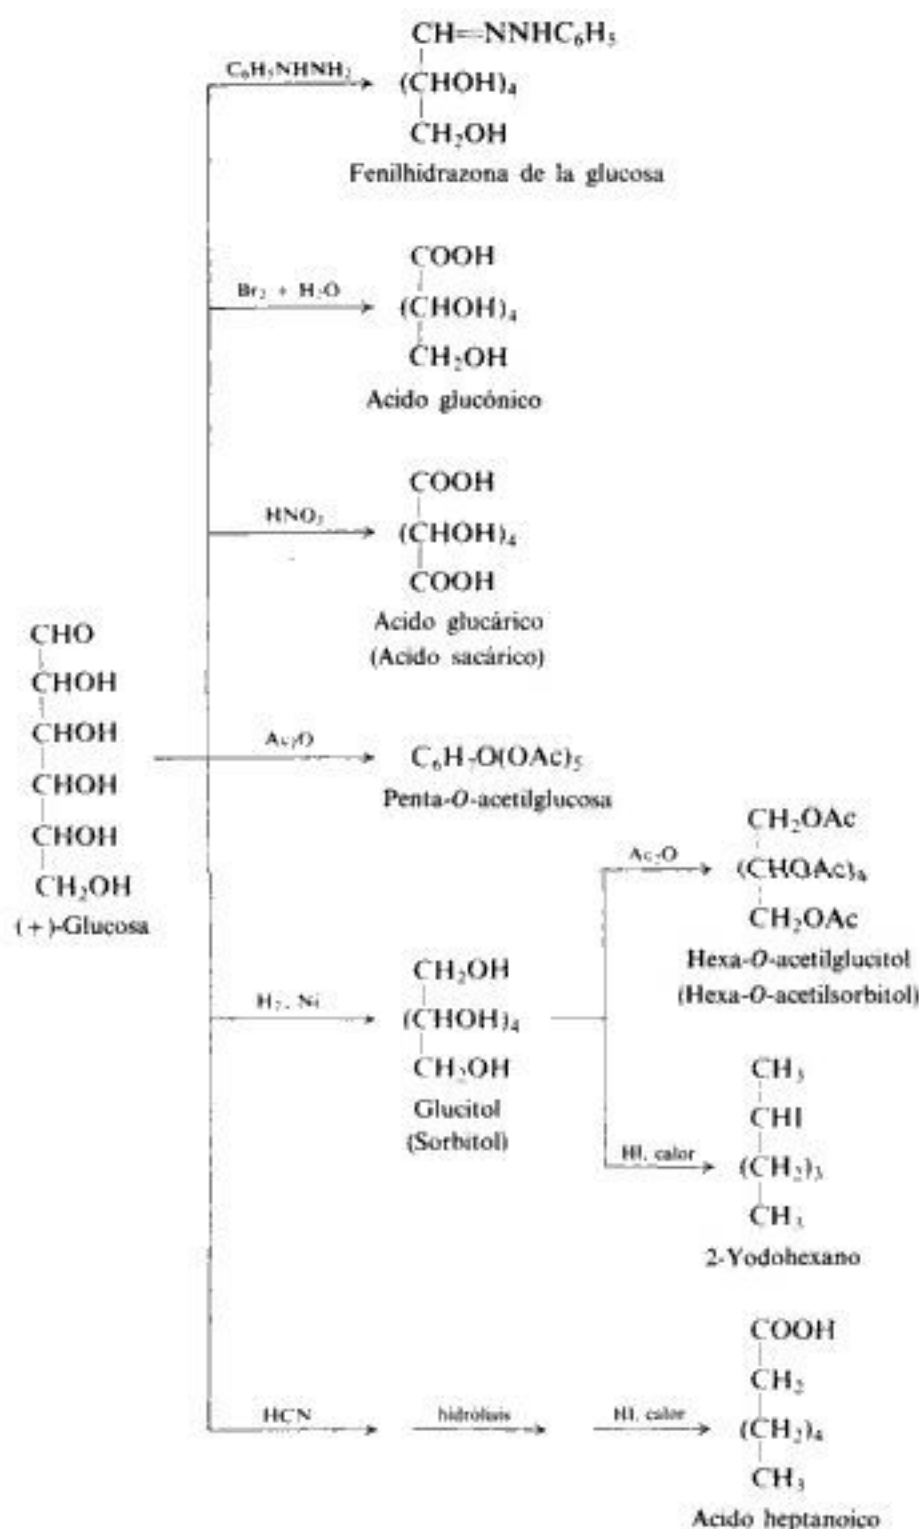 CH=NNHC₆H₅
C₆H₅NHNH₂
(CHOH)₄
CH₂OH
Fenilhidrazona de la glucosa
COOH
Br₂ + H₂O
(CHOH)₄
CH₂OH
Acido glucónico
COOH
HNO₃
(CHOH)₄
COOH
Acido glucárico
(Acido sacárico)
CHO
CHOH
CHOH
CHOH
CHOH
CH₂OH
(+)-Glucosa
Ac₂O
C₆H₇O(OAc)₅
Penta-O-acetilglucosa
CH₂OAc
Ac₂O
(CHOAc)₄
CH₂OAc
Hexa-O-acetilglucitol
(Hexa-O-acetilsorbitol)
CH₂OH
H₂, Ni
(CHOH)₄
CH₂OH
Glucitol
(Sorbitol)
CH₃
CHI
HI, calor
(CH₂)₃
CH₃
2-Yodohexano
COOH
CH₂
HCN
hidrólisis
HI, calor
(CH₂)₄
CH₃
Acido heptanoico